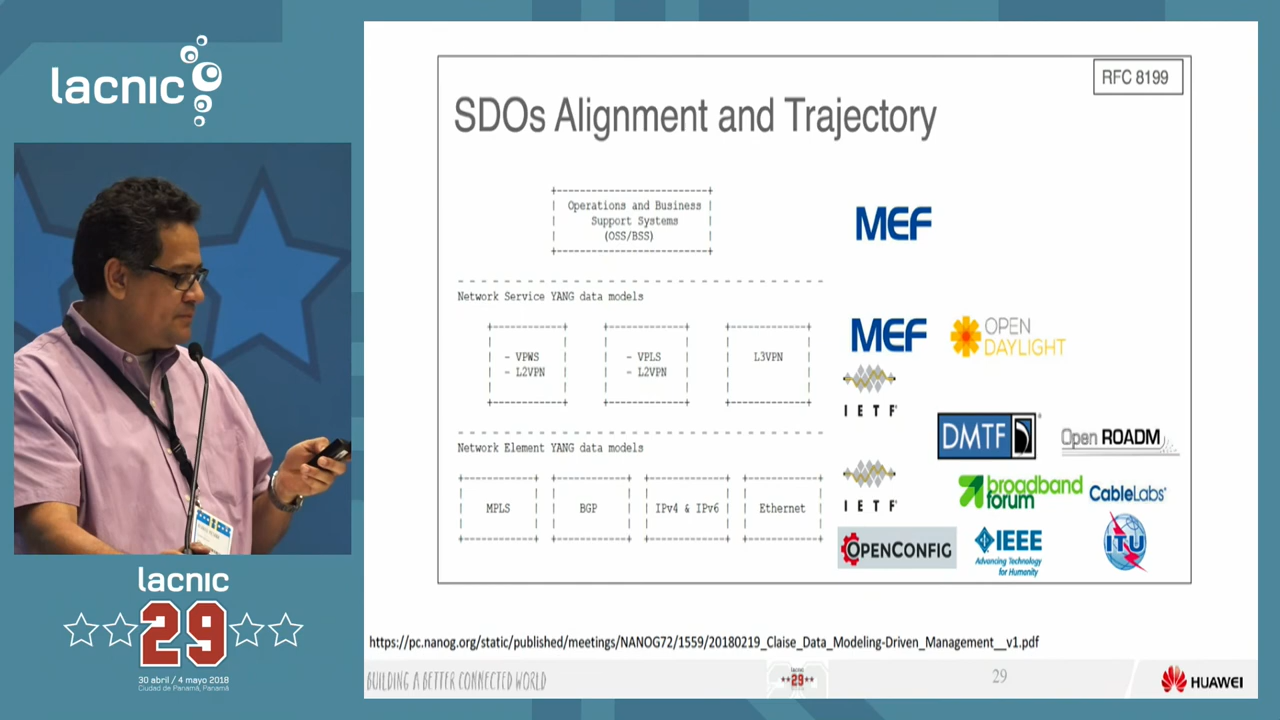 lacnic
RFC 8199
SDOs Alignment and Trajectory
Operations and Business
Support Systems
(OSS/BSS)
MEF
Network Service YANG data models
- VPWS
- L2VPN
- VPLS
- L2VPN
L3VPN
MEF
OPEN
DAYLIGHT
IETF®
DMTF®
Open ROADM
Network Element YANG data models
MPLS
BGP
IPv4 & IPv6
Ethernet
IETF®
broadband
forum
CableLabs®
OPENCONFIG
IEEE
Advancing Technology
for Humanity
ITU
https://pc.nanog.org/static/published/meetings/NANOG72/1559/20180219_Claise_Data_Modeling-Driven_Management__v1.pdf
BUILDING A BETTER CONNECTED WORLD
lacnic
29
29
HUAWEI
lacnic
29
30 abril / 4 mayo 2018
Ciudad de Panamá, Panamá